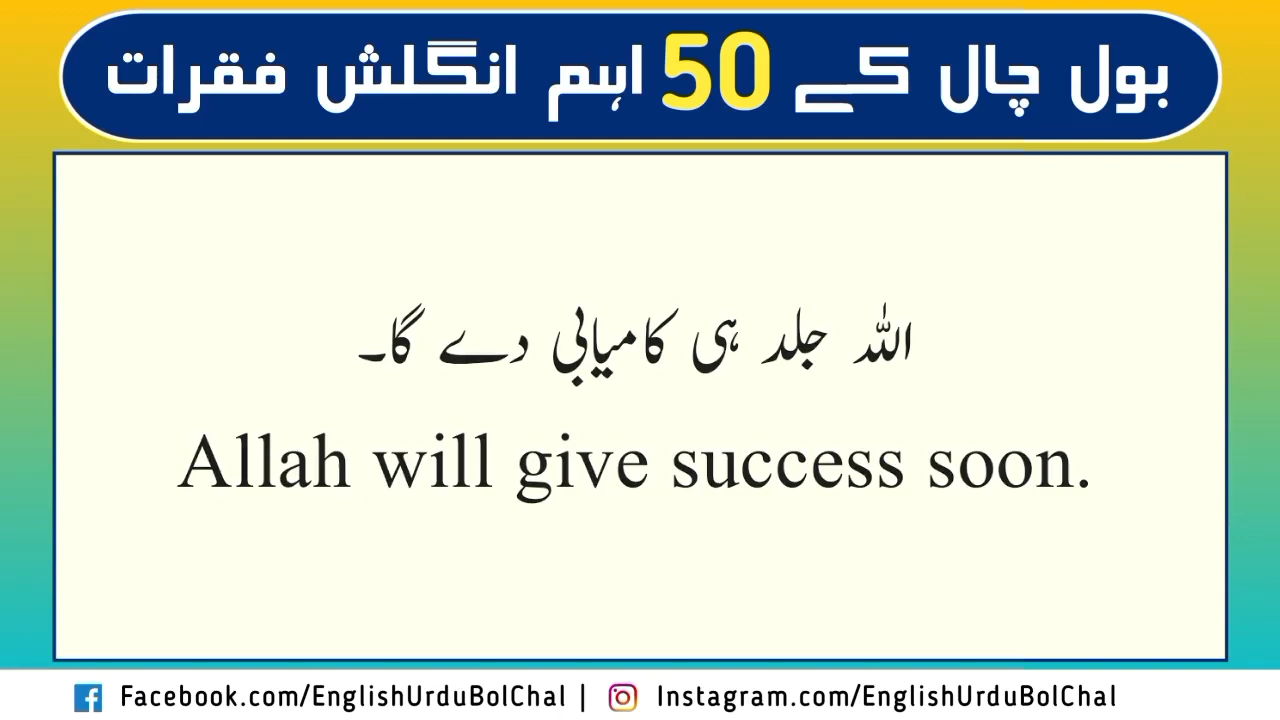 بول چال کے 50 اہم انگلش فقرات
اللہ جلد ہی کامیابی دے گا۔
Allah will give success soon.
Facebook.com/EnglishUrduBolChal | Instagram.com/EnglishUrduBolChal